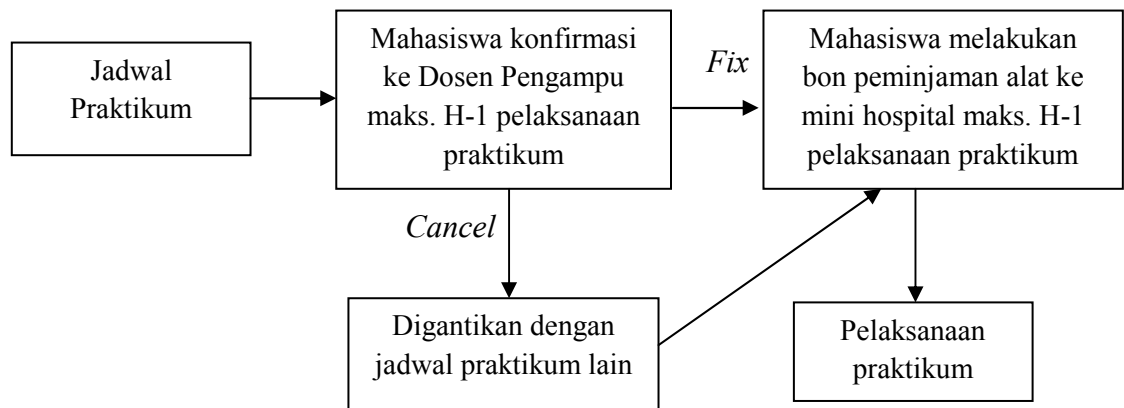 Jadwal
Praktikum
Mahasiswa konfirmasi
ke Dosen Pengampu
maks. H-1 pelaksanaan
praktikum
Fix
Mahasiswa melakukan
bon peminjaman alat ke
mini hospital maks. H-1
pelaksanaan praktikum
Cancel
Digantikan dengan
jadwal praktikum lain
Pelaksanaan
praktikum